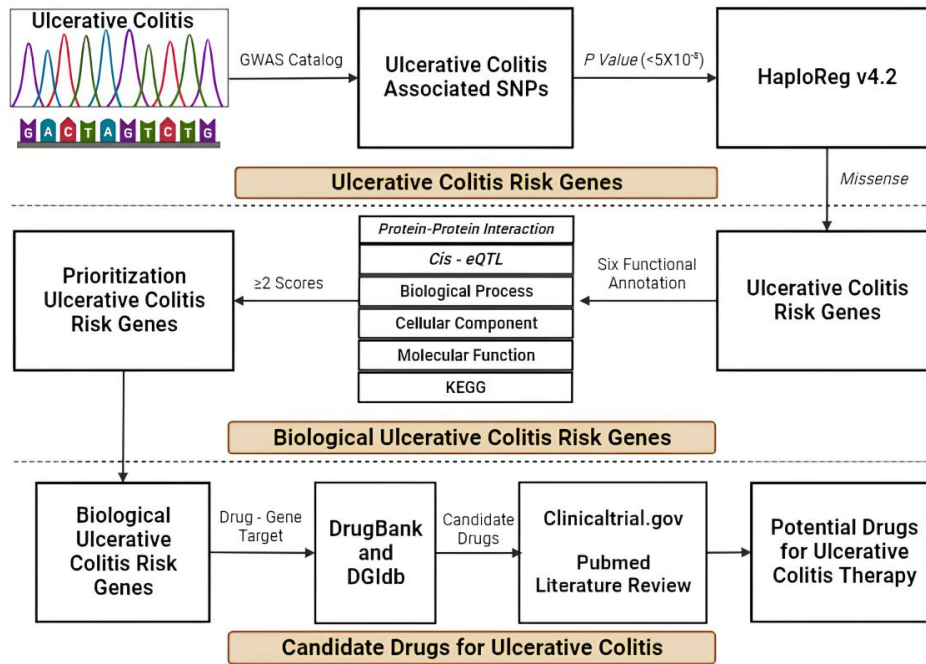 Ulcerative Colitis
G A C T A G T C T G
GWAS Catalog
Ulcerative Colitis
Associated SNPs
P Value (<5X10⁻⁸)
HaploReg v4.2
Ulcerative Colitis Risk Genes
Missense
Prioritization
Ulcerative Colitis
Risk Genes
≥2 Scores
Protein-Protein Interaction
Cis - eQTL
Biological Process
Cellular Component
Molecular Function
KEGG
Six Functional
Annotation
Ulcerative Colitis
Risk Genes
Biological Ulcerative Colitis Risk Genes
Biological
Ulcerative
Colitis Risk
Genes
Drug - Gene
Target
DrugBank
and
DGIdb
Candidate
Drugs
Clinicaltrial.gov
Pubmed
Literature Review
Potential Drugs
for Ulcerative
Colitis Therapy
Candidate Drugs for Ulcerative Colitis